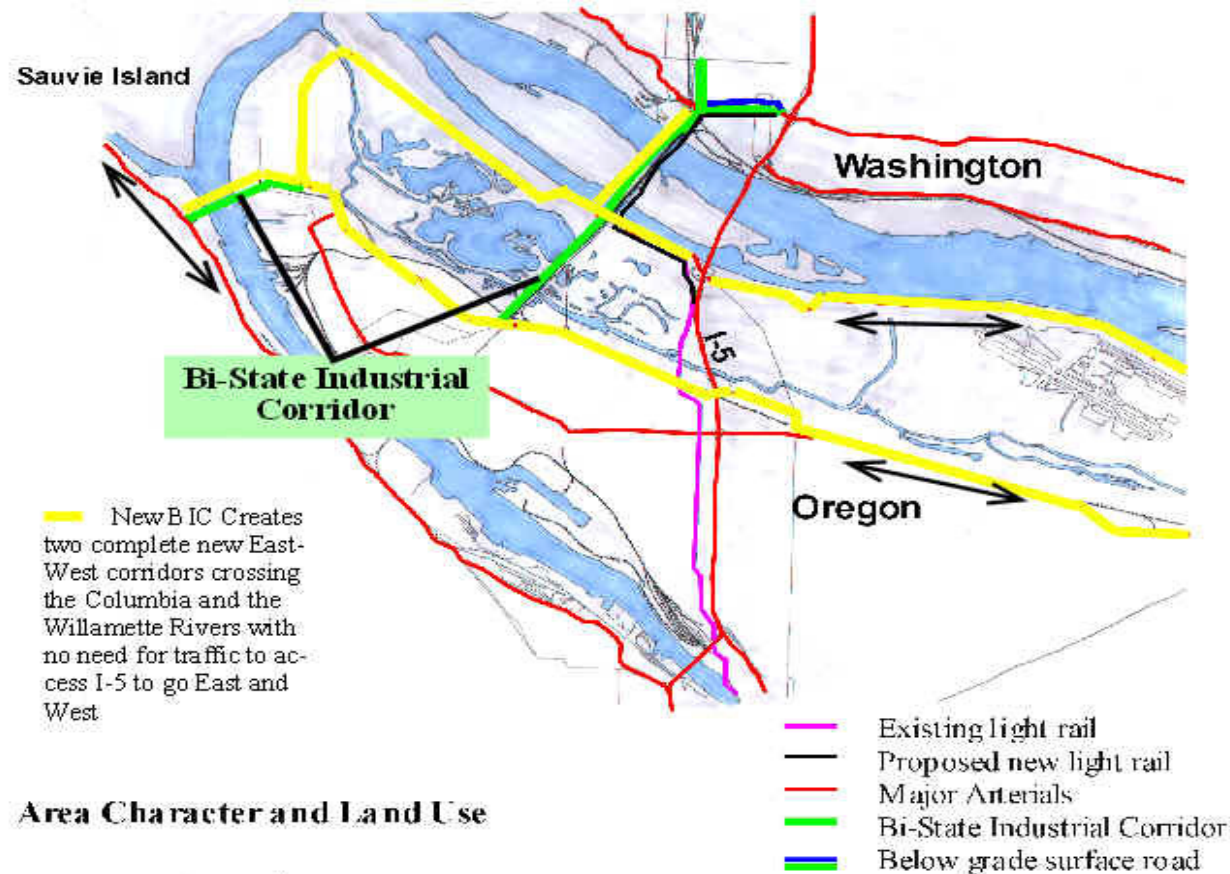 Sauvie Island
Washington
I-5
Bi-State Industrial
Corridor
Oregon
New B IC Creates
two complete new East-
West corridors crossing
the Columbia and the
Willamette Rivers with
no need for traffic to ac-
cess I-5 to go East and
West
Existing light rail
Proposed new light rail
Major Arterials
Bi-State Industrial Corridor
Below grade surface road
Area Character and Land Use